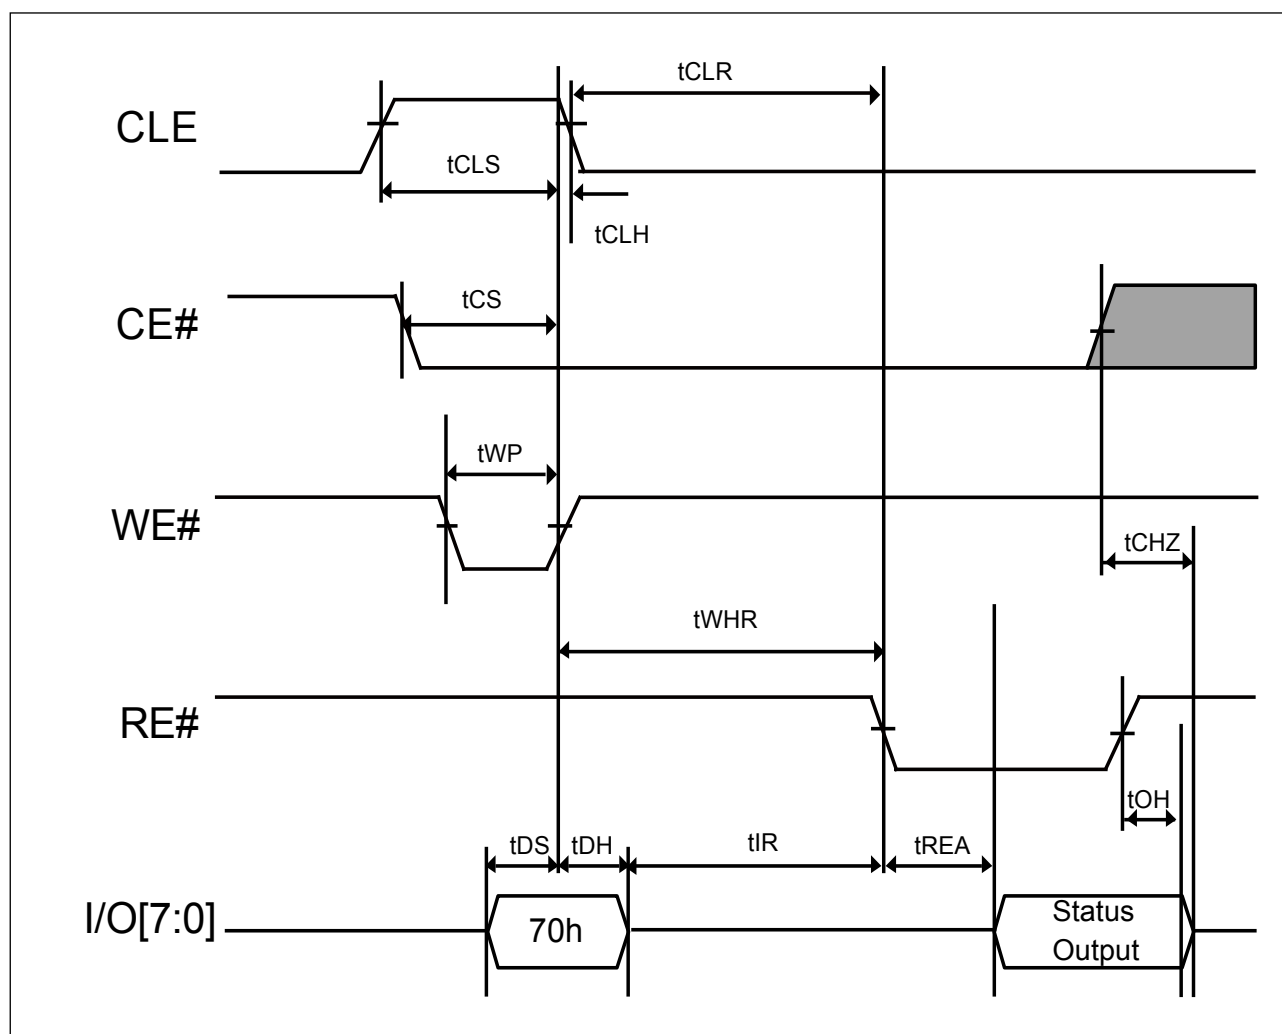 tCLR
CLE
tCLS
tCLH
tCS
CE#
tWP
WE#
tCHZ
tWHR
RE#
tOH
tDS
tDH
tIR
tREA
I/O[7:0]
70h
Status
Output